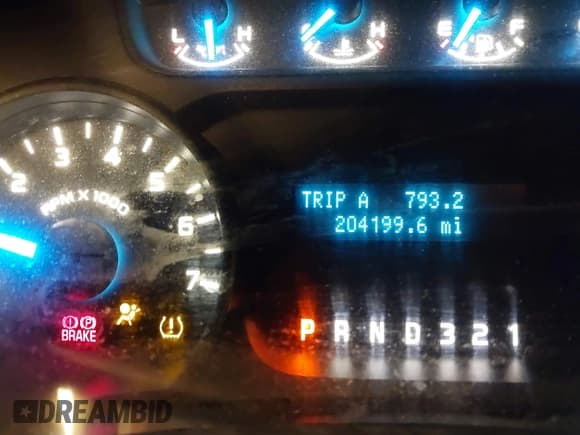 L H
H
E F
2 3 4 5 6 7
RPM X 1000
TRIP A 793.2
204199.6 mi
P R N D 3 2 1
BRAKE
DREAMBID